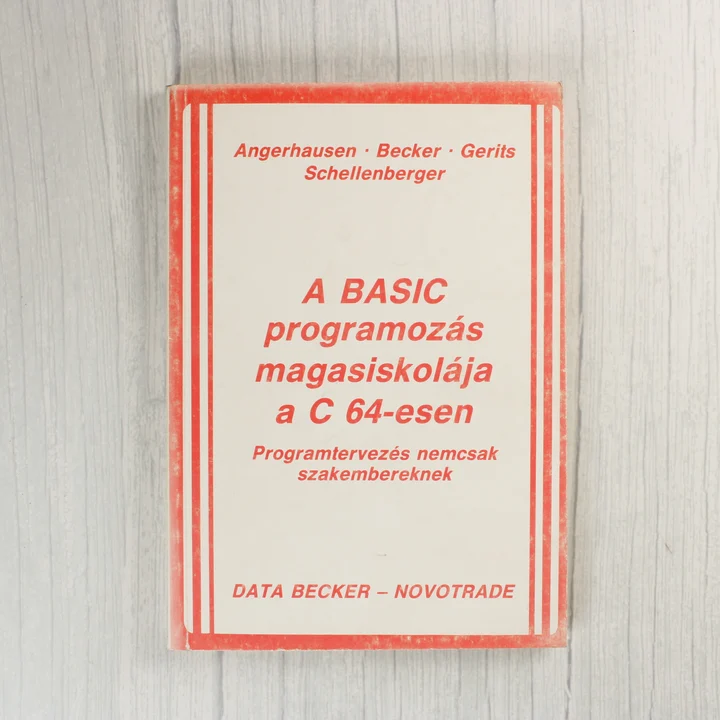 Angerhausen · Becker · Gerits
Schellenberger
A BASIC
programozás
magasiskolája
a C 64-esen
Programtervezés nemcsak
szakembereknek
DATA BECKER – NOVOTRADE